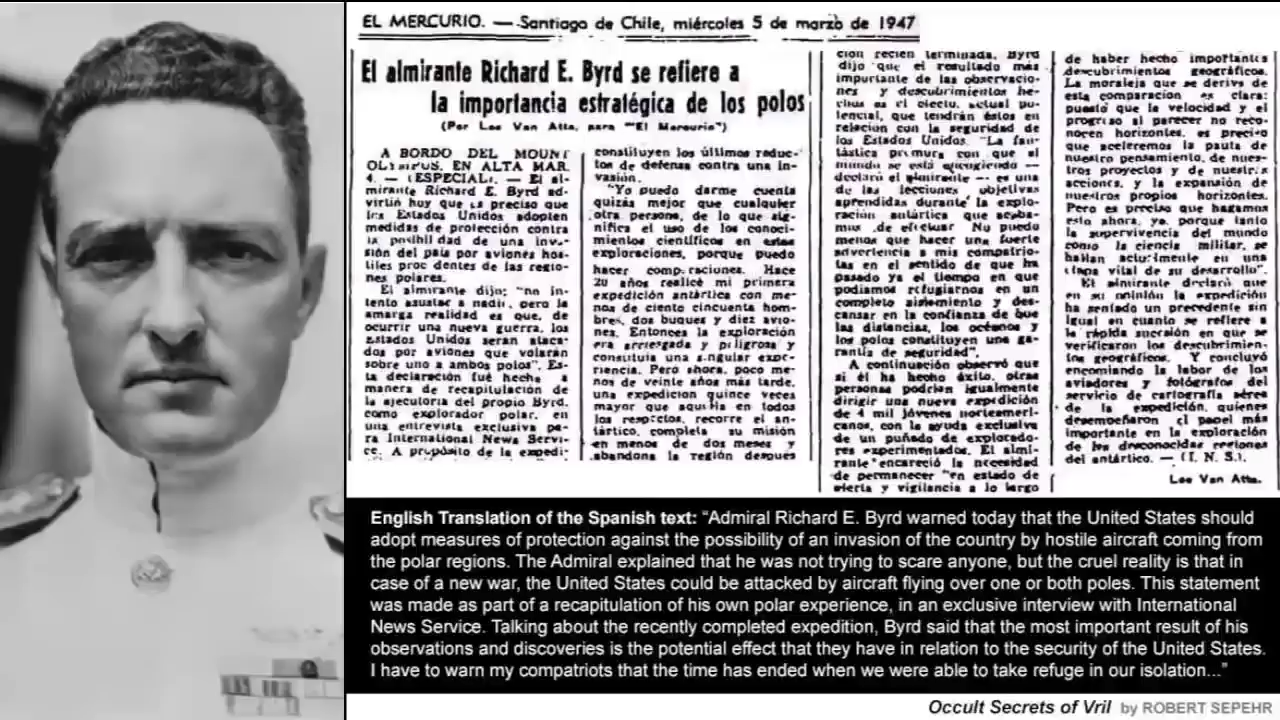 EL MERCURIO. — Santiago de Chile, miércoles 5 de marzo de 1947
El almirante Richard E. Byrd se refiere a
la importancia estratégica de los polos
(Por Lee Van Atta, para "El Mercurio")
A BORDO DEL MOUNT
OLIMPUS, EN ALTA MAR,
4. — (ESPECIAL). — El al-
mirante Richard E. Byrd ad-
virtió hoy que es preciso que
los Estados Unidos adopten
medidas de protección contra
la posibilidad de una inva-
sión del país por aviones hos-
tiles procedentes de las regio-
nes polares.
El almirante dijo: "no in-
tento asustar a nadie, pero la
amarga realidad es que, de
ocurrir una nueva guerra, los
Estados Unidos serán ataca-
dos por aviones que volarán
sobre uno a ambos polos". Es-
ta declaración fué hecha a
manera de recapitulación de
la ejecutoria del propio Byrd,
como explorador polar, en
una entrevista exclusiva pa-
ra International News Servi-
ce. A propósito de la expedi-
constituyen los últimos reduc-
tos de defensa contra una in-
vasión.
"Yo puedo darme cuenta
quizás mejor que cualquier
otra persona, de lo que sig-
nifica el uso de los conoci-
mientos científicos en estas
exploraciones, porque puedo
hacer comparaciones. Hace
20 años realicé mi primera
expedición antártica con me-
nos de ciento cincuenta hom-
bres, dos buques y diez avio-
nes. Entonces la exploración
era arriesgada y peligrosa y
constituía una singular expe-
riencia. Pero ahora, poco me-
nos de veinte años más tarde,
una expedición quince veces
mayor que aquella en todos
los respectos, recorre el an-
tártico, completa su misión
en menos de dos meses y
abandona la región después
ción recién terminada, Byrd
dijo que el resultado más
importante de las observacio-
nes y descubrimientos he-
chos es el efecto, actual po-
tencial, que tendrán éstos en
relación con la seguridad de
los Estados Unidos. "La fan-
tástica premura con que el
mundo se está
declaró el almirante — es una
de las lecciones objetivas
aprendidas durante la explo-
ración antártica que acaba-
mos de efectuar. No puedo
menos que hacer una fuerte
advertencia a mis compatrio-
tas en el sentido de que ha
pasado ya el tiempo en que
podíamos refugiarnos en un
completo aislamiento y des-
cansar en la confianza de que
las distancias, los océanos y
los polos constituyen una ga-
rantía de seguridad".
A continuación observó que
si él ha hecho éxito, otras
personas podrían igualmente
dirigir una nueva expedición
de 4 mil jóvenes norteameri-
canos, con la ayuda exclusiva
de un puñado de explorado-
res experimentados. El almi-
rante encareció la necesidad
de permanecer "en estado de
alerta y vigilancia a lo largo
de haber hecho importantes
descubrimientos geográficos.
La moraleja que se deriva de
esta comparación es clara:
puesto que la velocidad y el
progreso al parecer no reco-
nocen horizontes, es preciso
que aceleremos la pauta de
nuestro pensamiento, de nues-
tros proyectos y de nuestras
acciones, y la expansión de
nuestros propios horizontes.
Pero es preciso que hagamos
esto ahora, ya, porque tanto
la supervivencia del mundo
como la ciencia militar, se
hallan actualmente en una
etapa vital de su desarrollo".
El almirante declaró que
en su opinión la expedición
ha sentado un precedente sin
igual en cuanto se refiere a
la rápida sucesión en que se
verificaron los descubrimien-
tos geográficos. Y concluyó
encomiando la labor de los
aviadores y fotógrafos del
servicio de cartografía aérea
de la expedición, quienes
desempeñaron el papel más
importante en la exploración
de las desconocidas regiones
del antártico. — (I. N. S.).
Lee Van Atta.
English Translation of the Spanish text: "Admiral Richard E. Byrd warned today that the United States should
adopt measures of protection against the possibility of an invasion of the country by hostile aircraft coming from
the polar regions. The Admiral explained that he was not trying to scare anyone, but the cruel reality is that in
case of a new war, the United States could be attacked by aircraft flying over one or both poles. This statement
was made as part of a recapitulation of his own polar experience, in an exclusive interview with International
News Service. Talking about the recently completed expedition, Byrd said that the most important result of his
observations and discoveries is the potential effect that they have in relation to the security of the United States.
I have to warn my compatriots that the time has ended when we were able to take refuge in our isolation..."
Occult Secrets of Vril by ROBERT SEPEHR